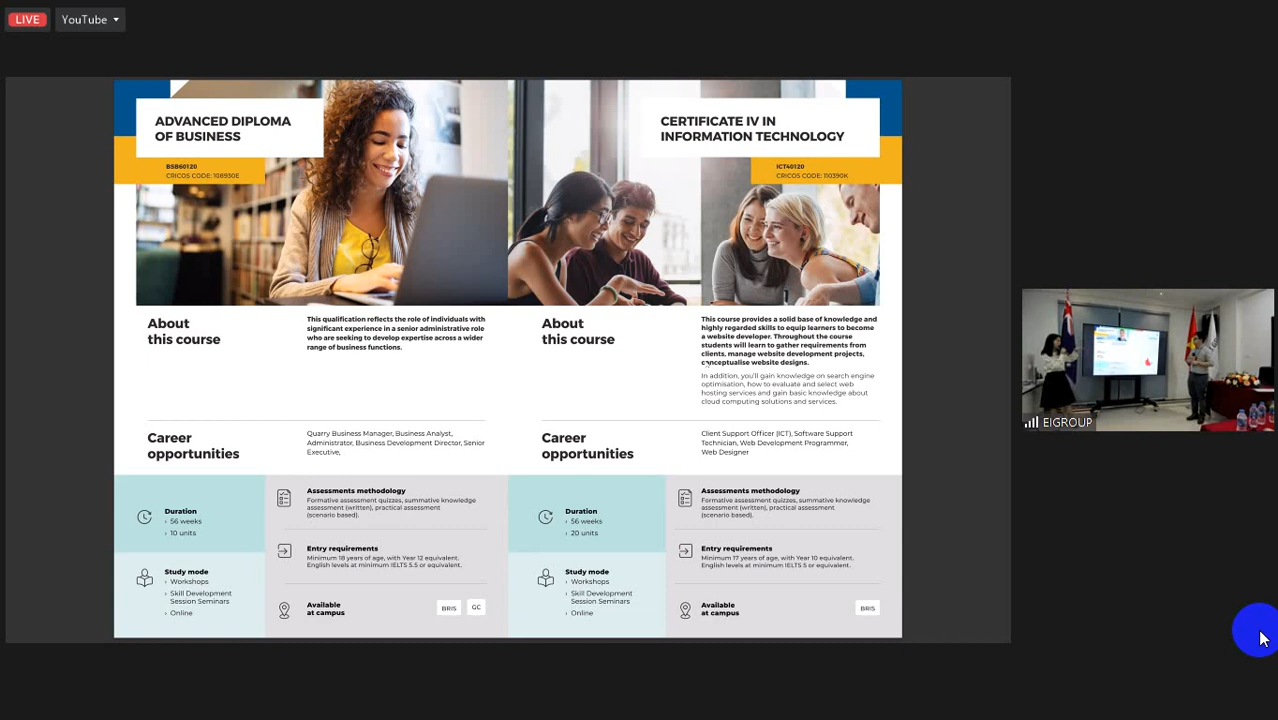 LIVE
YouTube
ADVANCED DIPLOMA
OF BUSINESS
BSB60120
CRICOS CODE: 108930E
About
this course
This qualification reflects the role of individuals with
significant experience in a senior administrative role
who are seeking to develop expertise across a wider
range of business functions.
Career
opportunities
Quarry Business Manager, Business Analyst,
Administrator, Business Development Director, Senior
Executive,
Duration
› 56 weeks
› 10 units
Study mode
› Workshops
› Skill Development
Session Seminars
› Online
Assessments methodology
Formative assessment quizzes, summative knowledge
assessment (written), practical assessment
(scenario based).
Entry requirements
Minimum 18 years of age, with Year 12 equivalent.
English levels at minimum IELTS 5.5 or equivalent.
Available
at campus
BRIS
GC
CERTIFICATE IV IN
INFORMATION TECHNOLOGY
ICT40120
CRICOS CODE: 110390K
About
this course
This course provides a solid base of knowledge and
highly regarded skills to equip learners to become
a website developer. Throughout the course
students will learn to gather requirements from
clients, manage website development projects,
conceptualise website designs.
In addition, you'll gain knowledge on search engine
optimisation, how to evaluate and select web
hosting services and gain basic knowledge about
cloud computing solutions and services.
Career
opportunities
Client Support Officer (ICT), Software Support
Technician, Web Development Programmer,
Web Designer
Duration
› 56 weeks
› 20 units
Study mode
› Workshops
› Skill Development
Session Seminars
› Online
Assessments methodology
Formative assessment quizzes, summative knowledge
assessment (written), practical assessment
(scenario based).
Entry requirements
Minimum 17 years of age, with Year 10 equivalent.
English levels at minimum IELTS 5 or equivalent.
Available
at campus
BRIS
EIGROUP